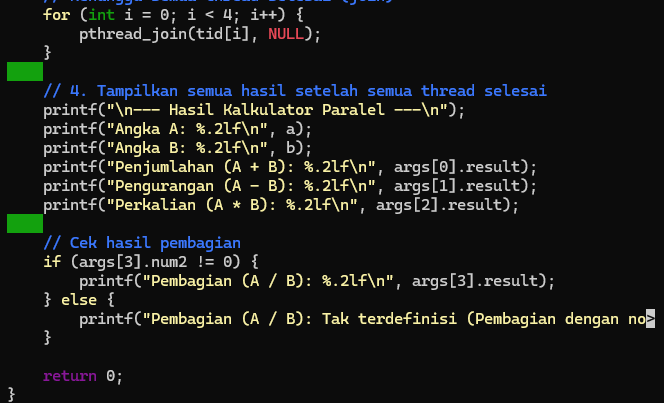 for (int i = 0; i < 4; i++) {
pthread_join(tid[i], NULL);
}
// 4. Tampilkan semua hasil setelah semua thread selesai
printf("\n--- Hasil Kalkulator Paralel ---\n");
printf("Angka A: %.2lf\n", a);
printf("Angka B: %.2lf\n", b);
printf("Penjumlahan (A + B): %.2lf\n", args[0].result);
printf("Pengurangan (A - B): %.2lf\n", args[1].result);
printf("Perkalian (A * B): %.2lf\n", args[2].result);
// Cek hasil pembagian
if (args[3].num2 != 0) {
printf("Pembagian (A / B): %.2lf\n", args[3].result);
} else {
printf("Pembagian (A / B): Tak terdefinisi (Pembagian dengan no>
}
return 0;
}